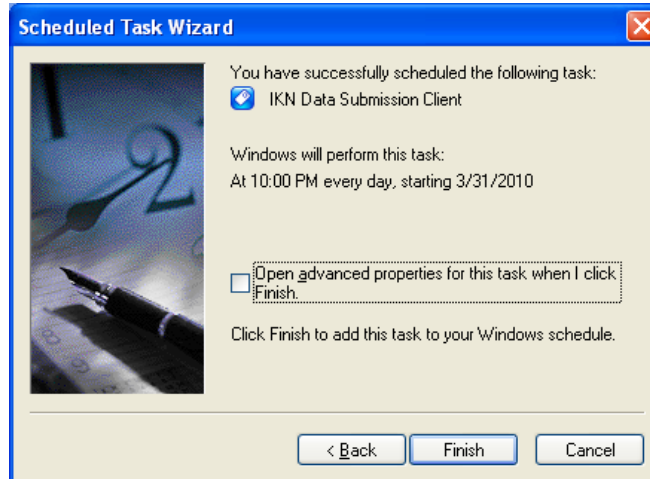 Scheduled Task Wizard
You have successfully scheduled the following task:
IKN Data Submission Client
Windows will perform this task:
At 10:00 PM every day, starting 3/31/2010
Open advanced properties for this task when I click
Finish.
Click Finish to add this task to your Windows schedule.
< Back
Finish
Cancel